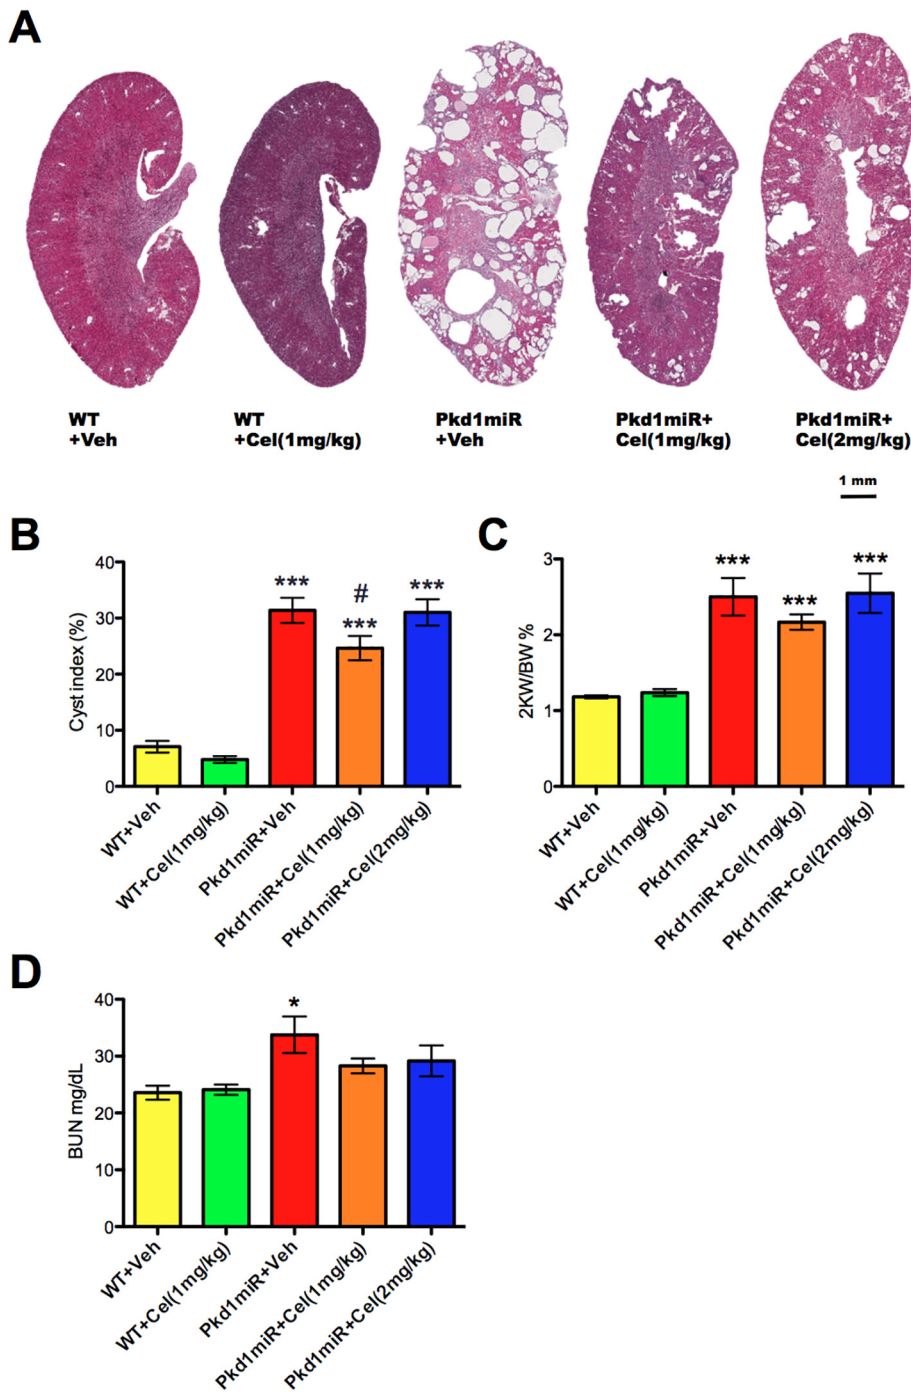 A
WT
+Veh
WT
+Cel(1mg/kg)
Pkd1miR
+Veh
Pkd1miR+
Cel(1mg/kg)
Pkd1miR+
Cel(2mg/kg)
1 mm
B
Cyst index (%)
40
30
20
10
0
***
#
***
***
WT+Veh
WT+Cel(1mg/kg)
Pkd1miR+Veh
Pkd1miR+Cel(1mg/kg)
Pkd1miR+Cel(2mg/kg)
C
2KW/BW %
3
2
1
0
***
***
***
WT+Veh
WT+Cel(1mg/kg)
Pkd1miR+Veh
Pkd1miR+Cel(1mg/kg)
Pkd1miR+Cel(2mg/kg)
D
BUN mg/dL
40
30
20
10
0
*
WT+Veh
WT+Cel(1mg/kg)
Pkd1miR+Veh
Pkd1miR+Cel(1mg/kg)
Pkd1miR+Cel(2mg/kg)